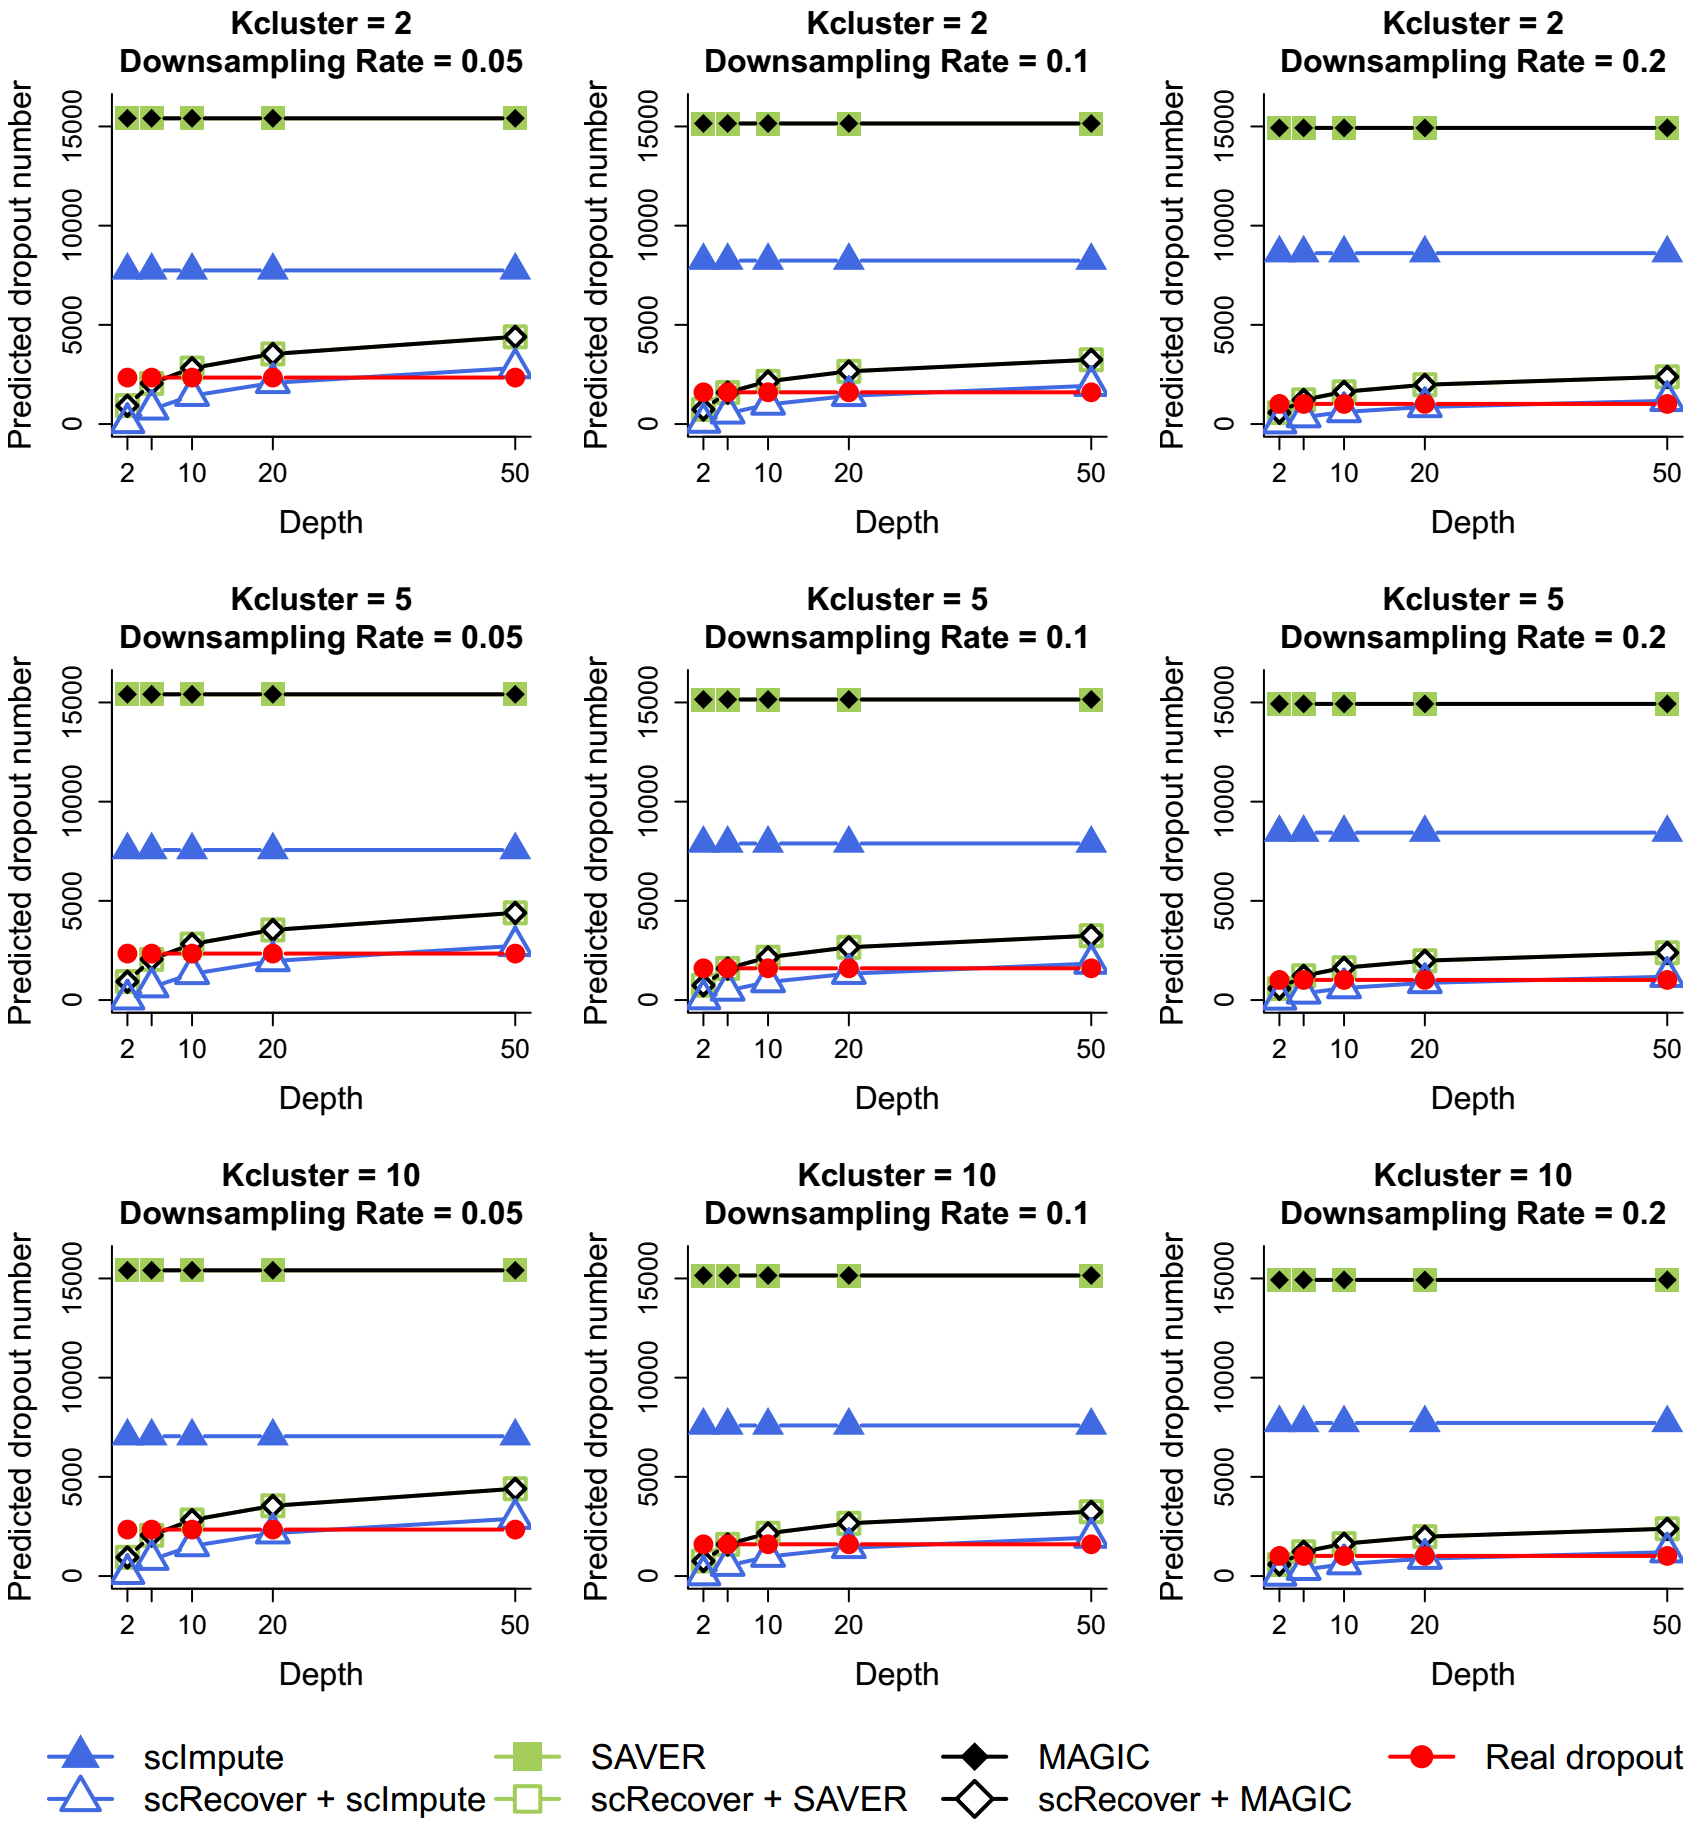 Kcluster = 2
Downsampling Rate = 0.05
Predicted dropout number
15000
10000
5000
0
2 10 20 50
Depth
Kcluster = 2
Downsampling Rate = 0.1
Predicted dropout number
15000
10000
5000
0
2 10 20 50
Depth
Kcluster = 2
Downsampling Rate = 0.2
Predicted dropout number
15000
10000
5000
0
2 10 20 50
Depth
Kcluster = 5
Downsampling Rate = 0.05
Predicted dropout number
15000
10000
5000
0
2 10 20 50
Depth
Kcluster = 5
Downsampling Rate = 0.1
Predicted dropout number
15000
10000
5000
0
2 10 20 50
Depth
Kcluster = 5
Downsampling Rate = 0.2
Predicted dropout number
15000
10000
5000
0
2 10 20 50
Depth
Kcluster = 10
Downsampling Rate = 0.05
Predicted dropout number
15000
10000
5000
0
2 10 20 50
Depth
Kcluster = 10
Downsampling Rate = 0.1
Predicted dropout number
15000
10000
5000
0
2 10 20 50
Depth
Kcluster = 10
Downsampling Rate = 0.2
Predicted dropout number
15000
10000
5000
0
2 10 20 50
Depth
scImpute SAVER MAGIC Real dropout
scRecover + scImpute scRecover + SAVER scRecover + MAGIC